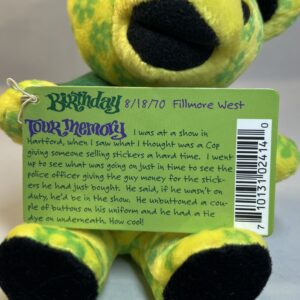 Birthday 8/18/70 Fillmore West
Tour Memory I was at a show in
Hartford, when I saw what I thought was a Cop
giving someone selling stickers a hard time. I went
up to see what was going on just in time to see the
police officer giving the guy money for the stick-
ers he had just bought. He said, if he wasn't on
duty, he'd be in the show. He unbuttoned a cou-
ple of buttons on his uniform and he had a tie
dye on underneath. How cool!
7 10131 02414 0